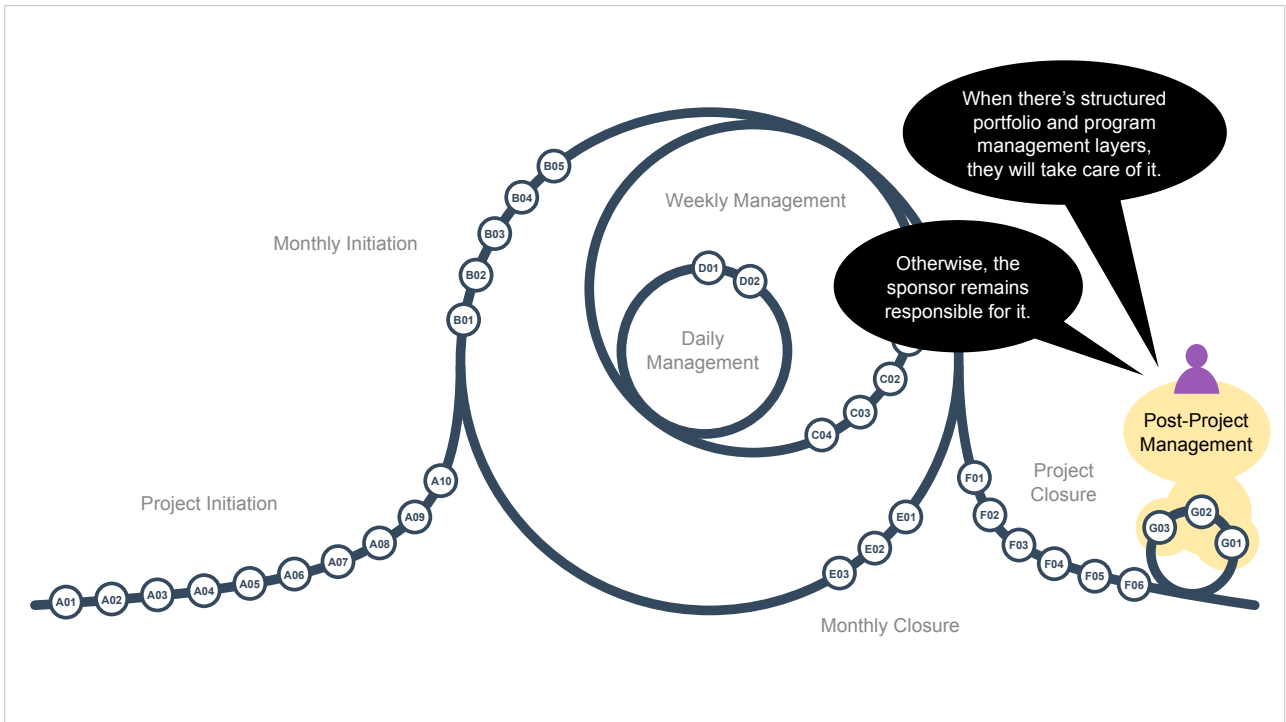 When there's structured
portfolio and program
management layers,
they will take care of it.
Otherwise, the
sponsor remains
responsible for it.
Monthly Initiation
Weekly Management
Daily
Management
Project Initiation
Monthly Closure
Project
Closure
Post-Project
Management
A01
A02
A03
A04
A05
A06
A07
A08
A09
A10
B01
B02
B03
B04
B05
D01
D02
C02
C03
C04
E01
E02
E03
F01
F02
F03
F04
F05
F06
G03
G02
G01